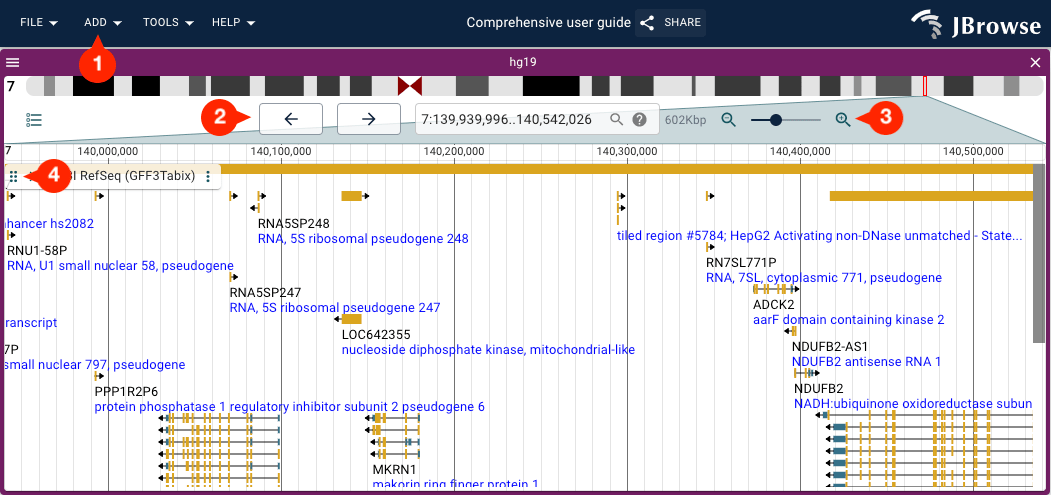 FILE ADD TOOLS HELP Comprehensive user guide SHARE JBrowse
1
hg19
7
2 7:139,939,996..140,542,026 ? 602Kbp 3
7 140,000,000 140,100,000 140,200,000 140,300,000 140,400,000 140,500,000
4 RefSeq (GFF3Tabix)
hancer hs2082 RNA5SP248
RNA, 5S ribosomal pseudogene 248 tiled region #5784; HepG2 Activating non-DNase unmatched - State...
RNU1-58P
RNA, U1 small nuclear 58, pseudogene RN7SL771P
RNA, 7SL, cytoplasmic 771, pseudogene
RNA5SP247
RNA, 5S ribosomal pseudogene 247 ADCK2
ranscript aarF domain containing kinase 2
LOC642355
7P nucleoside diphosphate kinase, mitochondrial-like NDUFB2-AS1
small nuclear 797, pseudogene NDUFB2 antisense RNA 1
PPP1R2P6 NDUFB2
protein phosphatase 1 regulatory inhibitor subunit 2 pseudogene 6 NADH:ubiquinone oxidoreductase subun
MKRN1
makorin ring finger protein 1